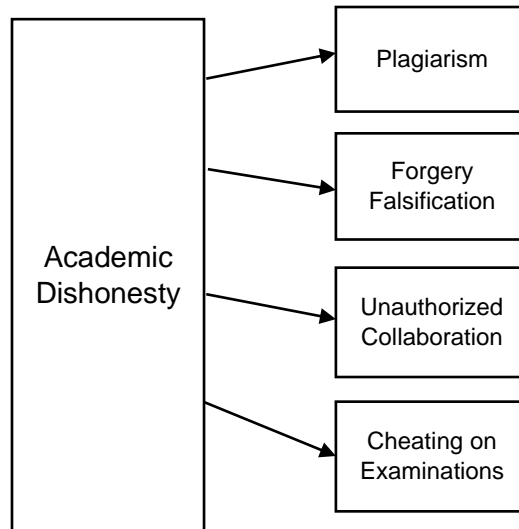 Academic
Dishonesty
Plagiarism
Forgery
Falsification
Unauthorized
Collaboration
Cheating on
Examinations